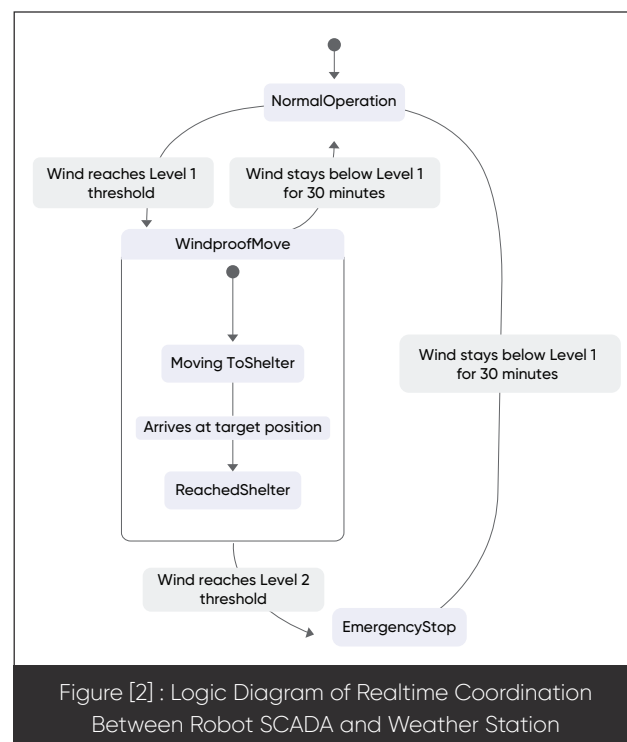 NormalOperation
Wind reaches Level 1
threshold
Wind stays below Level 1
for 30 minutes
WindproofMove
Moving ToShelter
Arrives at target position
ReachedShelter
Wind stays below Level 1
for 30 minutes
Wind reaches Level 2
threshold
EmergencyStop
Figure [2] : Logic Diagram of Realtime Coordination
Between Robot SCADA and Weather Station